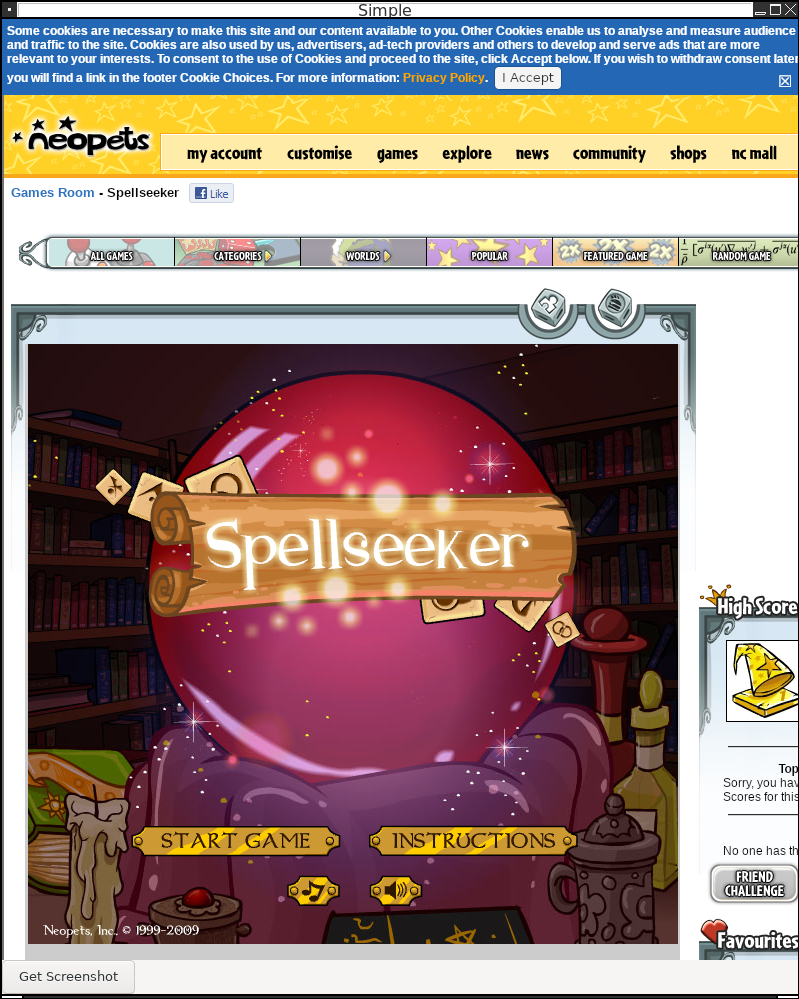 Simple
Some cookies are necessary to make this site and our content available to you. Other Cookies enable us to analyse and measure audience
and traffic to the site. Cookies are also used by us, advertisers, ad-tech providers and others to develop and serve ads that are more
relevant to your interests. To consent to the use of Cookies and proceed to the site, click Accept below. If you wish to withdraw consent later
you will find a link in the footer Cookie Choices. For more information: Privacy Policy. I Accept
neopets
my account customise games explore news community shops nc mall
Games Room - Spellseeker Like
ALL GAMES CATEGORIES WORLDS POPULAR FEATURED GAME RANDOM GAME
2x 2x 2x
Spellseeker
High Score
Top
Sorry, you hav
Scores for this
No one has th
FRIEND
CHALLENGE
Favourites
START GAME INSTRUCTIONS
Neopets, Inc. © 1999-2009
Get Screenshot